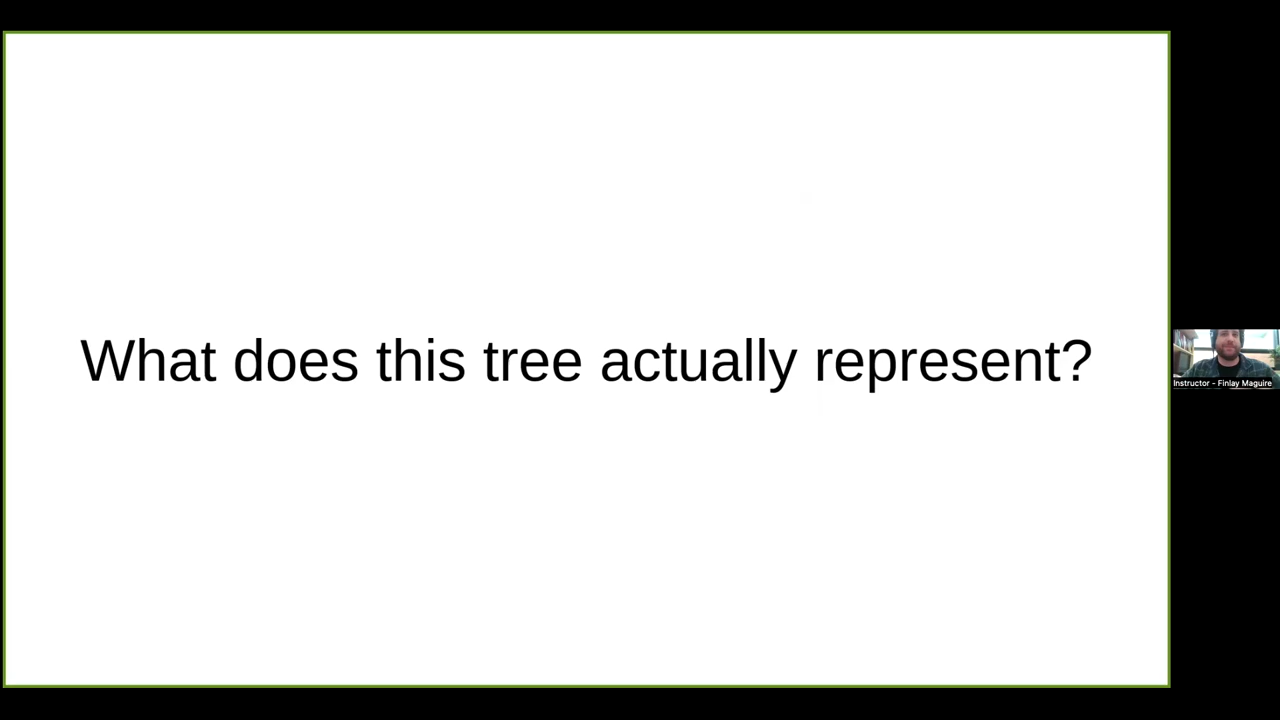 What does this tree actually represent?
Instructor - Finlay Maguire